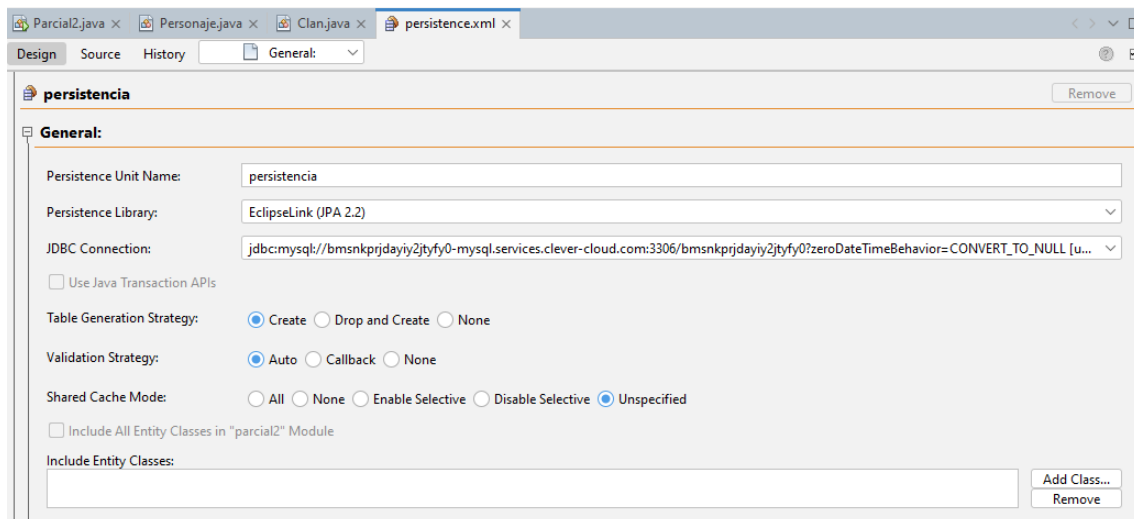 Parcial2.java Personaje.java Clan.java persistence.xml
Design Source History General:
persistencia Remove
General:
Persistence Unit Name: persistencia
Persistence Library: EclipseLink (JPA 2.2)
JDBC Connection: jdbc:mysql://bmsnkprjdayiy2jtyfy0-mysql.services.clever-cloud.com:3306/bmsnkprjdayiy2jtyfy0?zeroDateTimeBehavior=CONVERT_TO_NULL [u...
Use Java Transaction APIs
Table Generation Strategy: Create Drop and Create None
Validation Strategy: Auto Callback None
Shared Cache Mode: All None Enable Selective Disable Selective Unspecified
Include All Entity Classes in "parcial2" Module
Include Entity Classes:
Add Class...
Remove